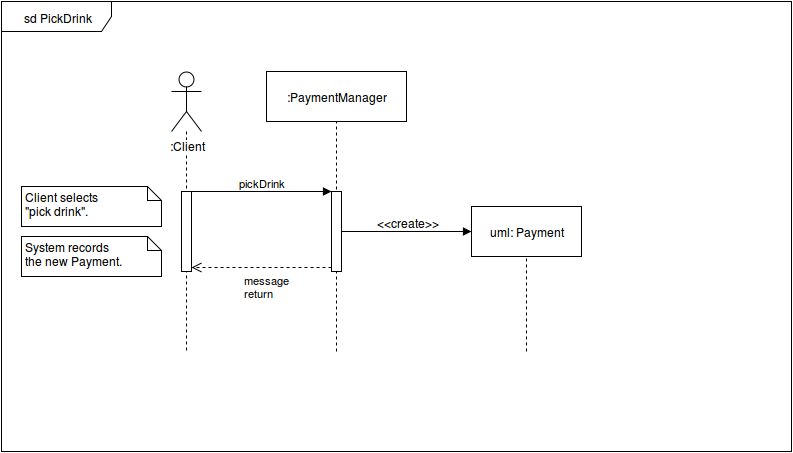 sd PickDrink
:PaymentManager
:Client
pickDrink
Client selects
"pick drink".
<<create>>
uml: Payment
System records
the new Payment.
message
return